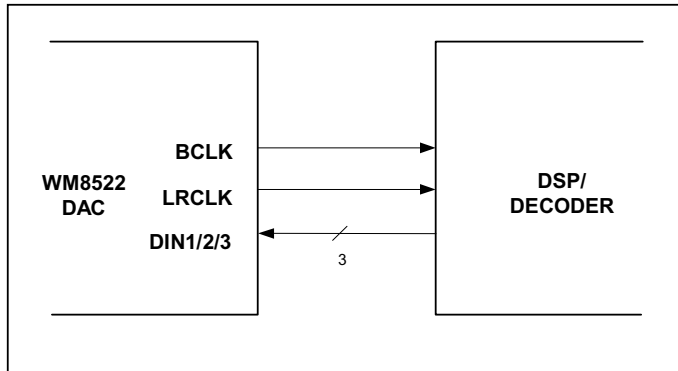 BCLK
WM8522
DAC
LRCLK
DIN1/2/3
3
DSP/
DECODER